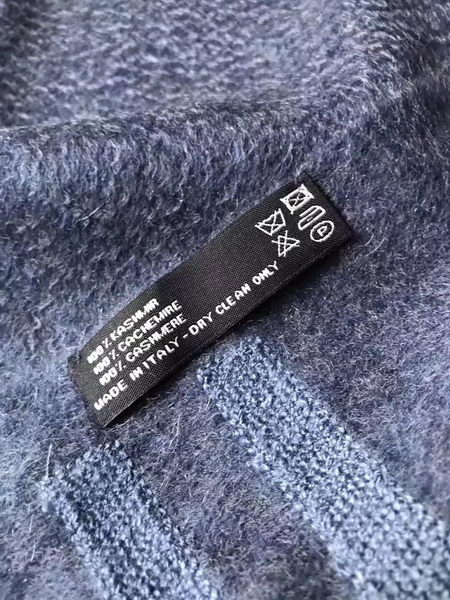 100% KASHMIR
100% CACHEMIRE
100% CASHMERE
MADE IN ITALY - DRY CLEAN ONLY
P